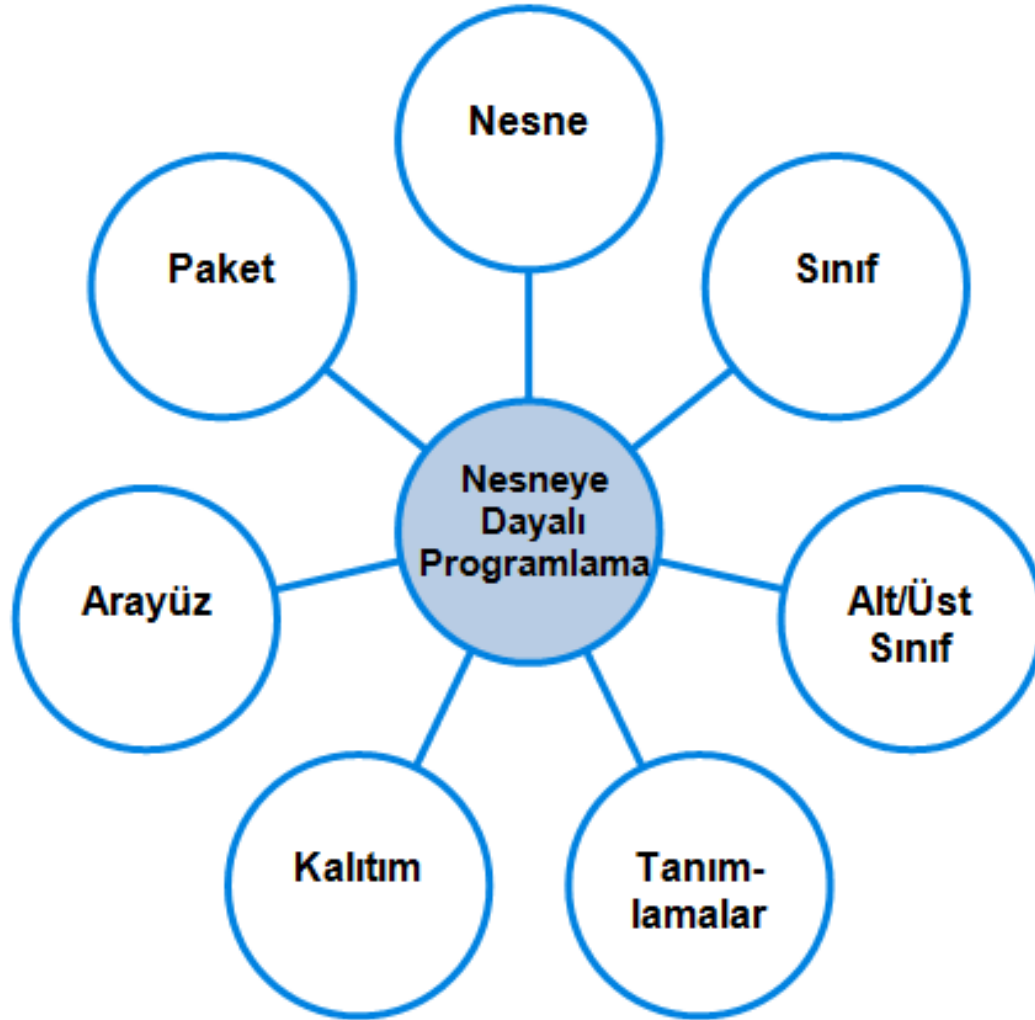 Nesne
Sınıf
Alt/Üst
Sınıf
Tanım-
lamalar
Kalıtım
Arayüz
Paket
Nesneye
Dayalı
Programlama